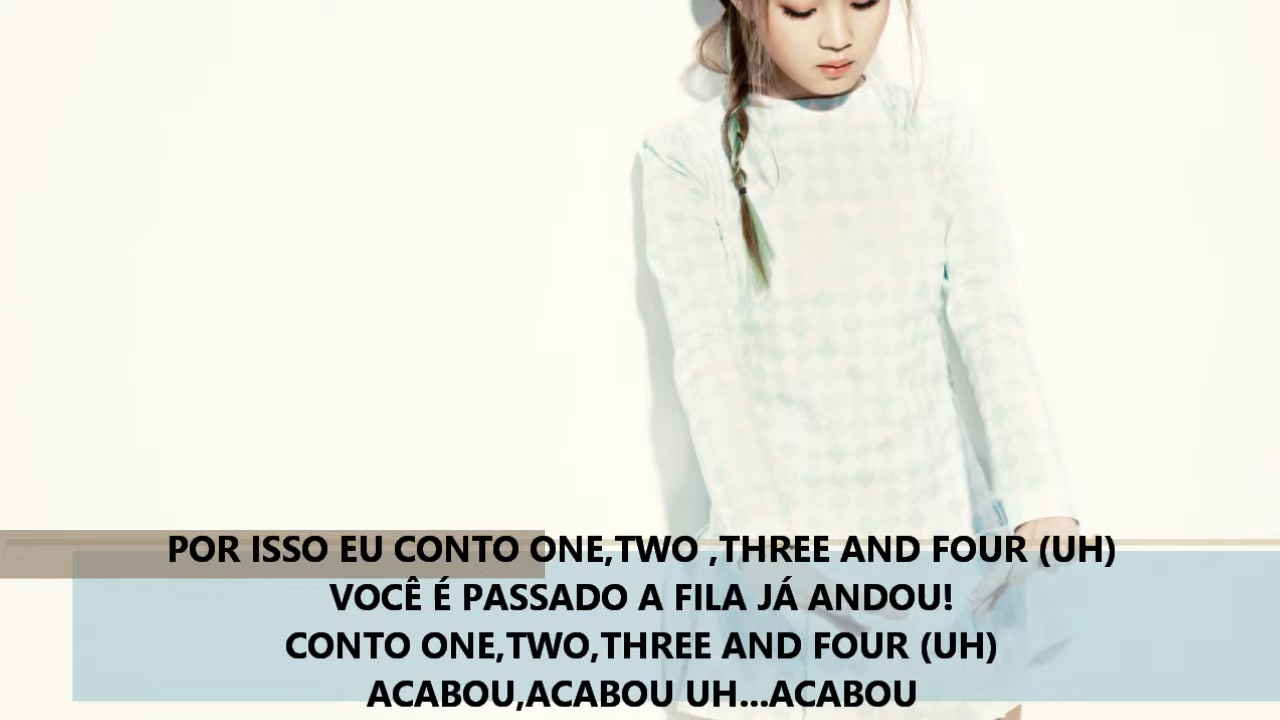 POR ISSO EU CONTO ONE,TWO ,THREE AND FOUR (UH)
VOCÊ É PASSADO A FILA JÁ ANDOU!
CONTO ONE,TWO,THREE AND FOUR (UH)
ACABOU,ACABOU UH...ACABOU